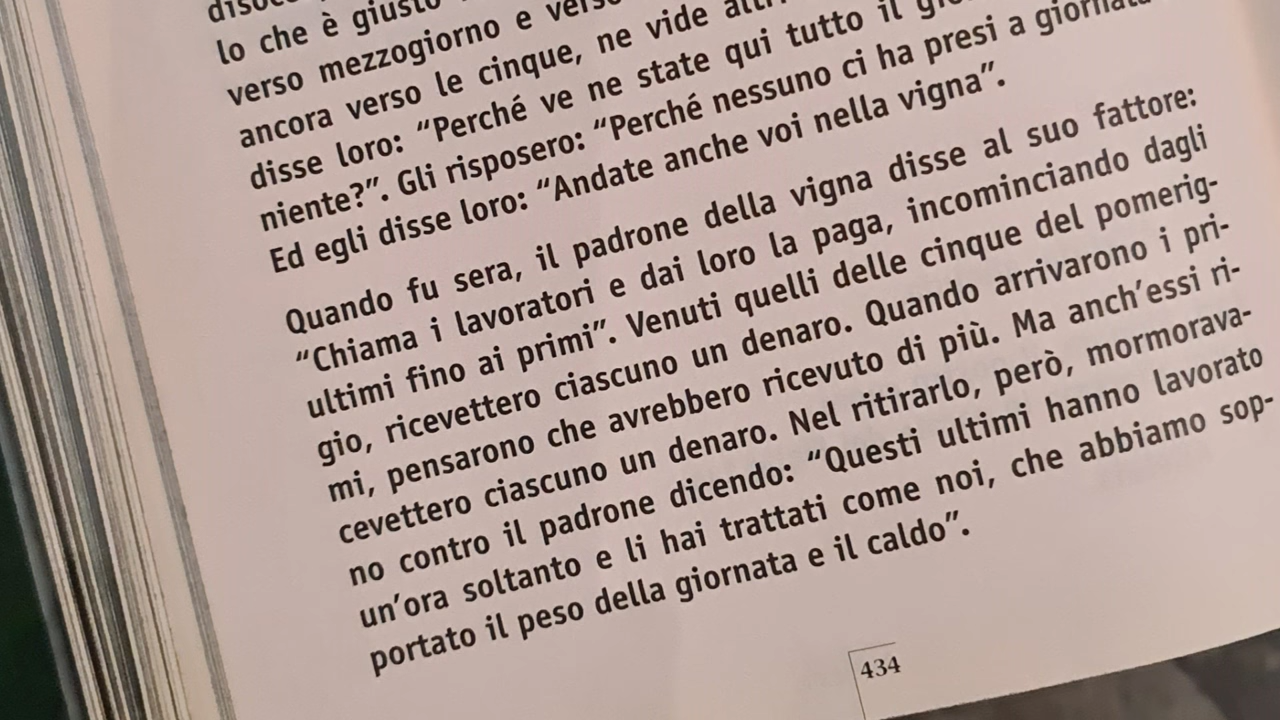 lo che è giusto
verso mezzogiorno e verso
ancora verso le cinque, ne vide altri
disse loro: “Perché ve ne state qui tutto il
niente?”. Gli risposero: “Perché nessuno ci ha presi a giornata
Ed egli disse loro: “Andate anche voi nella vigna”.
Quando fu sera, il padrone della vigna disse al suo fattore:
“Chiama i lavoratori e dai loro la paga, incominciando dagli
ultimi fino ai primi”. Venuti quelli delle cinque del pomerig-
gio, ricevettero ciascuno un denaro. Quando arrivarono i pri-
mi, pensarono che avrebbero ricevuto di più. Ma anch’essi ri-
cevettero ciascuno un denaro. Nel ritirarlo, però, mormorava-
no contro il padrone dicendo: “Questi ultimi hanno lavorato
un’ora soltanto e li hai trattati come noi, che abbiamo sop-
portato il peso della giornata e il caldo”.
434